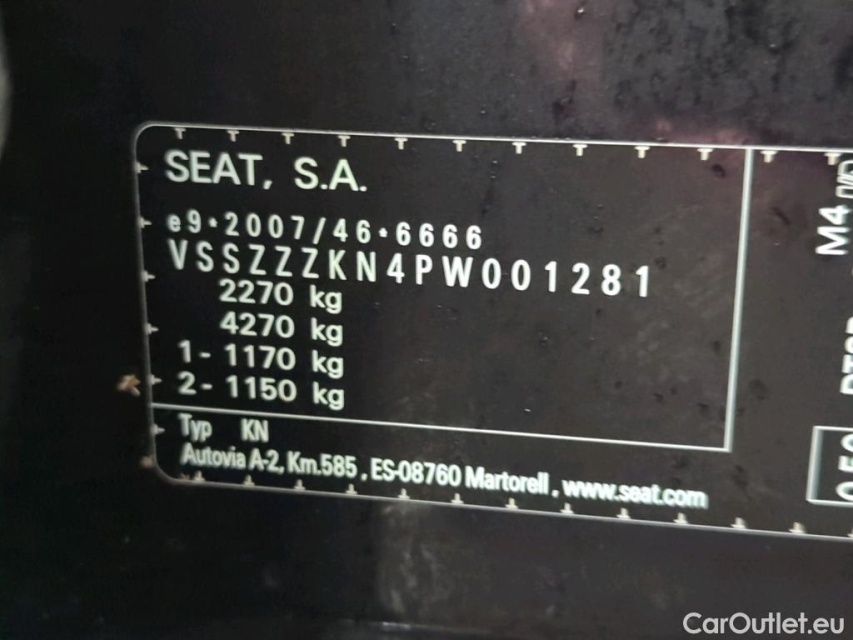 SEAT, S.A.
e9*2007/46*6666
VSSZZZKN4PW001281
2270 kg
4270 kg
1- 1170 kg
2- 1150 kg
Typ KN
Autovia A-2, Km.585 , ES-08760 Martorell . www.seat.com
M4
CarOutlet.eu